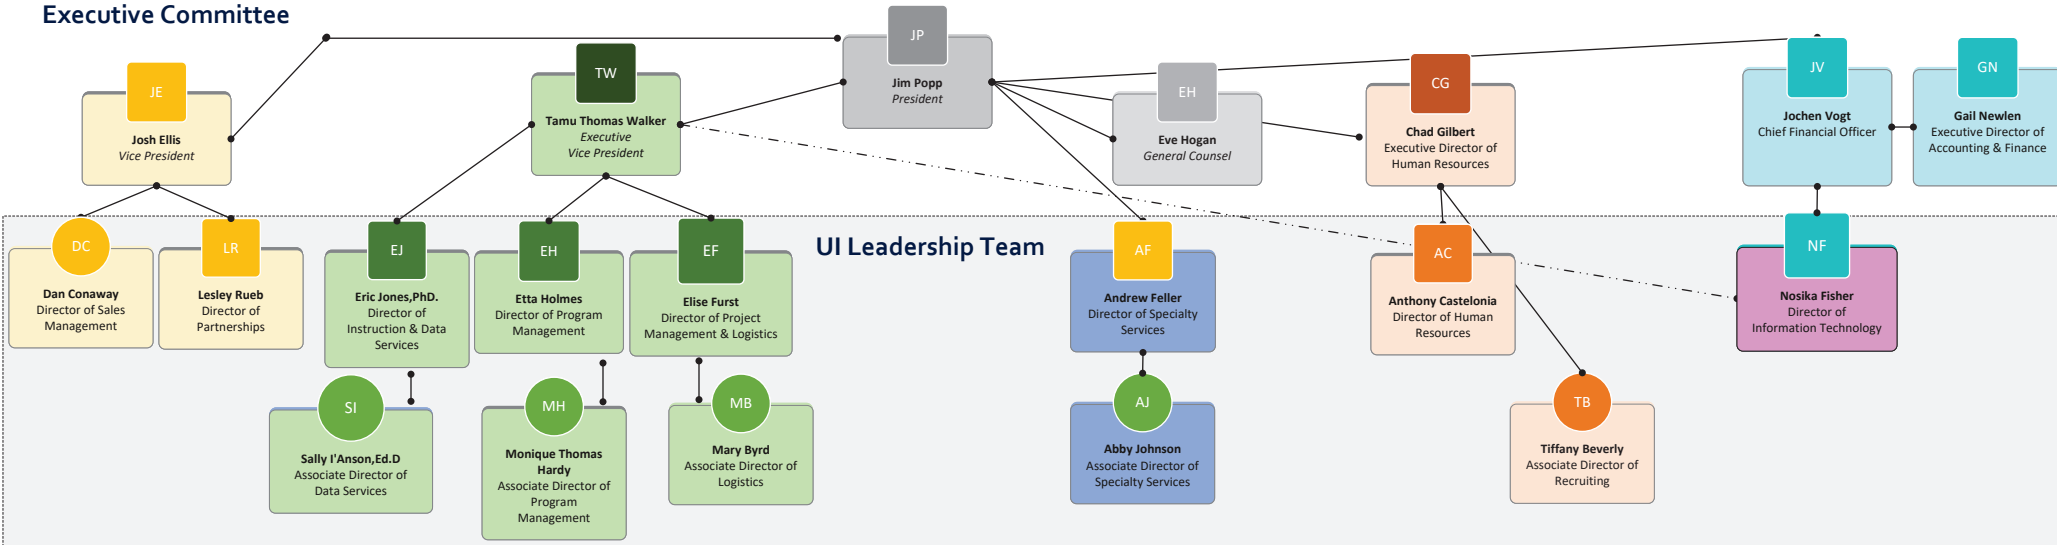 Executive Committee
JP
Jim Popp
President
JE
Josh Ellis
Vice President
TW
Tamu Thomas Walker
Executive
Vice President
EH
Eve Hogan
General Counsel
CG
Chad Gilbert
Executive Director of
Human Resources
JV
Jochen Vogt
Chief Financial Officer
GN
Gail Newlen
Executive Director of
Accounting & Finance
UI Leadership Team
DC
Dan Conaway
Director of Sales
Management
LR
Lesley Rueb
Director of
Partnerships
EJ
Eric Jones,PhD.
Director of
Instruction & Data
Services
EH
Etta Holmes
Director of Program
Management
EF
Elise Furst
Director of Project
Management & Logistics
AF
Andrew Feller
Director of Specialty
Services
AC
Anthony Castelonia
Director of Human
Resources
NF
Nosika Fisher
Director of
Information Technology
SI
Sally I'Anson,Ed.D
Associate Director of
Data Services
MH
Monique Thomas
Hardy
Associate Director of
Program
Management
MB
Mary Byrd
Associate Director of
Logistics
AJ
Abby Johnson
Associate Director of
Specialty Services
TB
Tiffany Beverly
Associate Director of
Recruiting